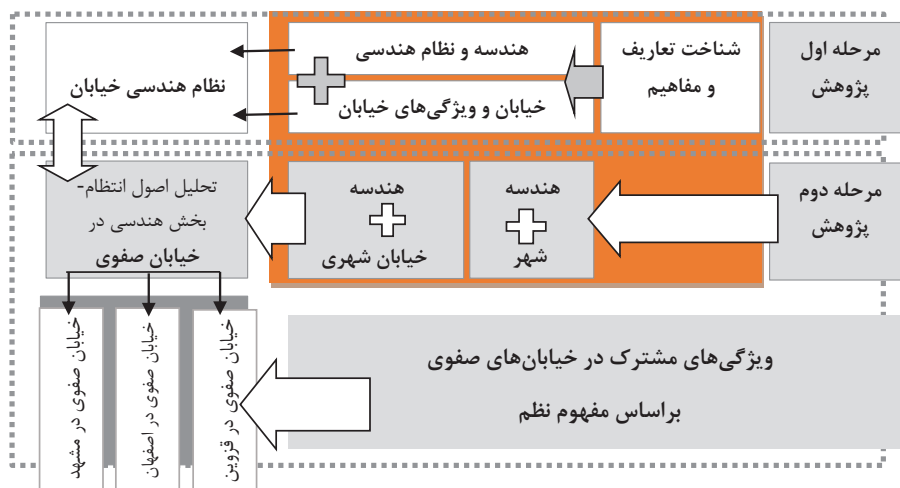 مرحله اول
پژوهش
شناخت تعاریف
و مفاهیم
هندسه و نظام هندسی
خیابان و ویژگی‌های خیابان
نظام هندسی خیابان
مرحله دوم
پژوهش
هندسه
شهر
هندسه
خیابان شهری
تحلیل اصول انتظام-
بخش هندسی در
خیابان صفوی
خیابان صفوی در قزوین
خیابان صفوی در اصفهان
خیابان صفوی در مشهد
ویژگی‌های مشترک در خیابان‌های صفوی
براساس مفهوم نظم